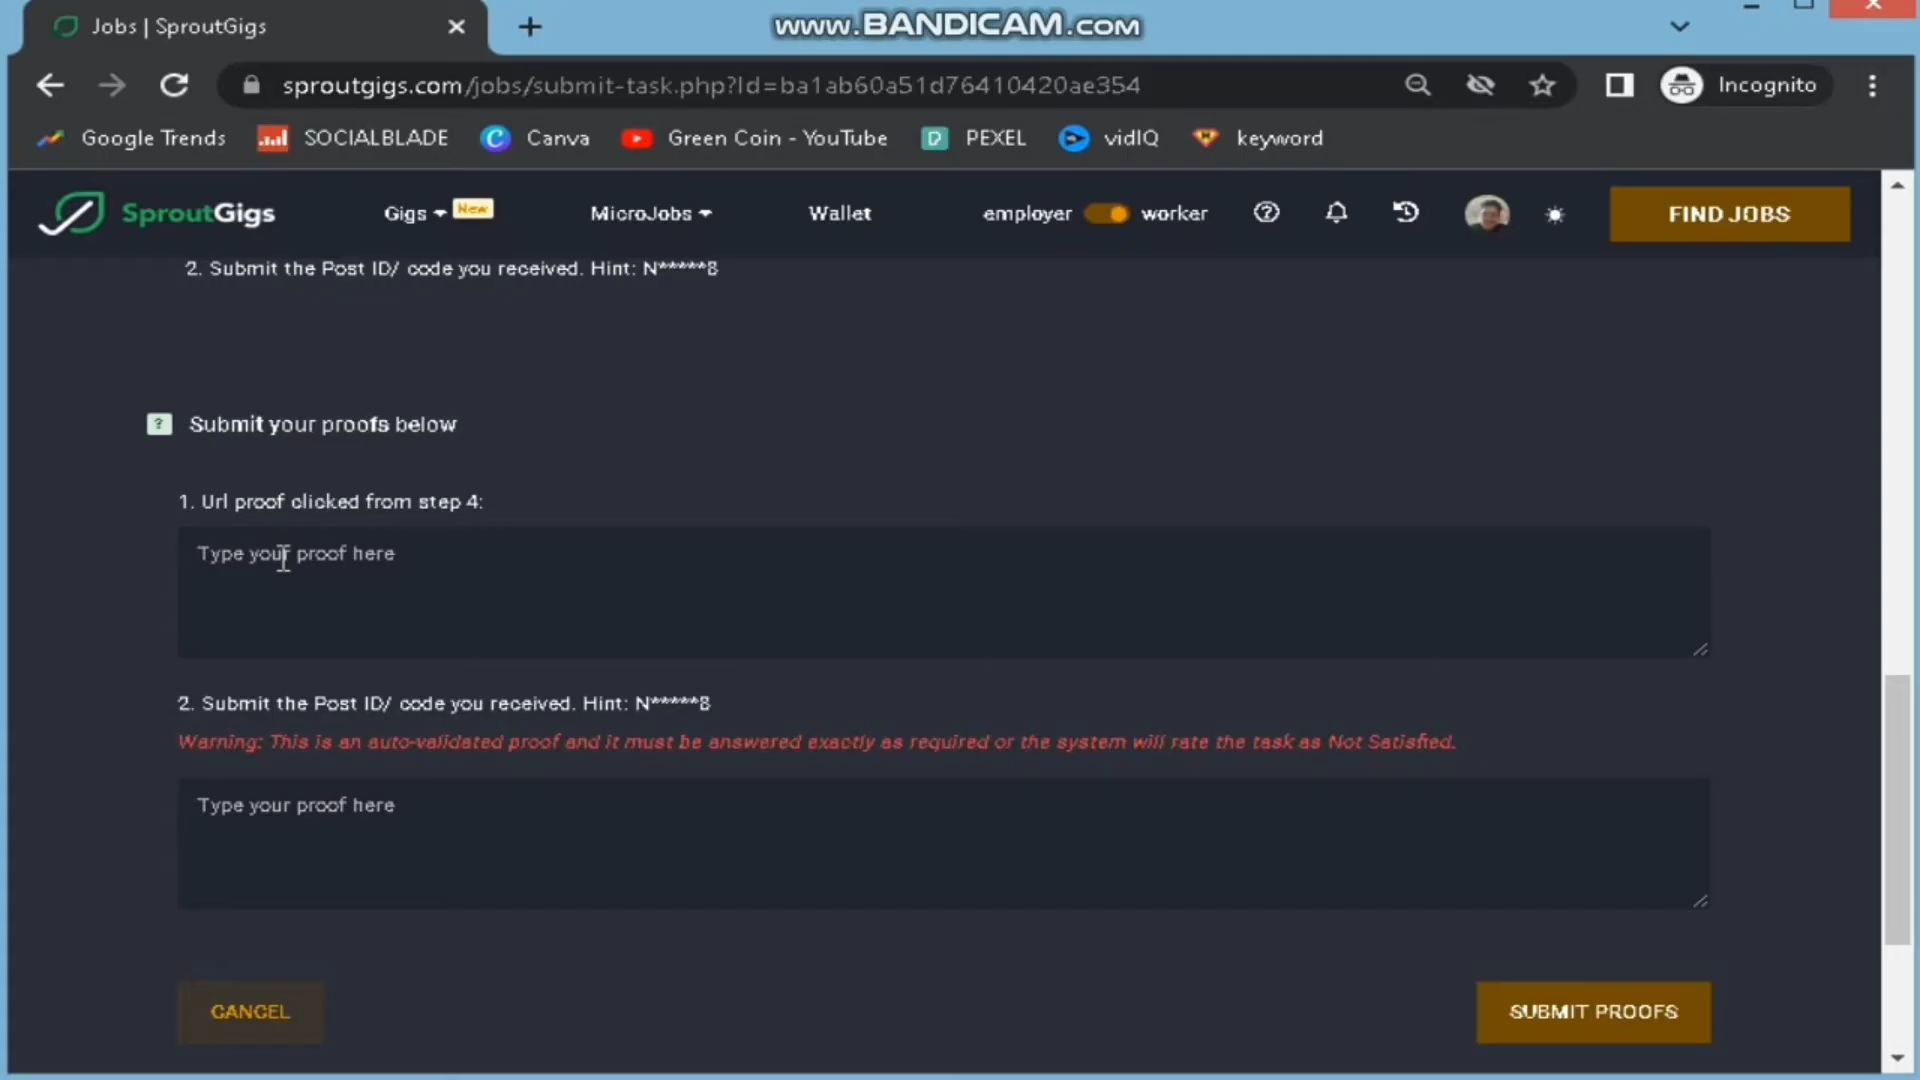 Jobs | SproutGigs
www.BANDICAM.com
sproutgigs.com/jobs/submit-task.php?Id=ba1ab60a51d76410420ae354
Incognito
Google Trends SOCIALBLADE Canva Green Coin - YouTube PEXEL vidIQ keyword
SproutGigs Gigs New MicroJobs Wallet employer worker FIND JOBS
2. Submit the Post ID/ code you received. Hint: N*****8
Submit your proofs below
1. Url proof clicked from step 4:
Type your proof here
2. Submit the Post ID/ code you received. Hint: N*****8
Warning: This is an auto-validated proof and it must be answered exactly as required or the system will rate the task as Not Satisfied.
Type your proof here
CANCEL SUBMIT PROOFS